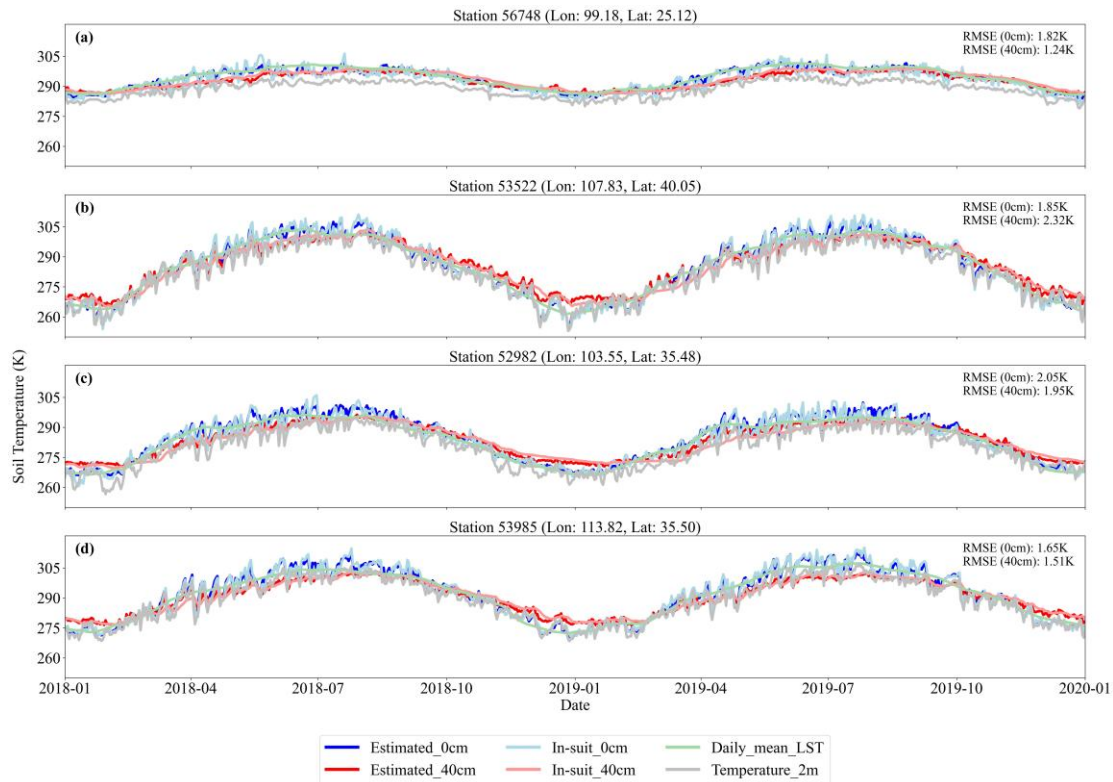 Station 56748 (Lon: 99.18, Lat: 25.12)
(a)
RMSE (0cm): 1.82K
RMSE (40cm): 1.24K
305
290
275
260
Station 53522 (Lon: 107.83, Lat: 40.05)
(b)
RMSE (0cm): 1.85K
RMSE (40cm): 2.32K
305
290
275
260
Station 52982 (Lon: 103.55, Lat: 35.48)
(c)
RMSE (0cm): 2.05K
RMSE (40cm): 1.95K
305
290
275
260
Soil Temperature (K)
Station 53985 (Lon: 113.82, Lat: 35.50)
(d)
RMSE (0cm): 1.65K
RMSE (40cm): 1.51K
305
290
275
260
2018-01 2018-04 2018-07 2018-10 2019-01 2019-04 2019-07 2019-10 2020-01
Date
Estimated_0cm In-suit_0cm Daily_mean_LST
Estimated_40cm In-suit_40cm Temperature_2m